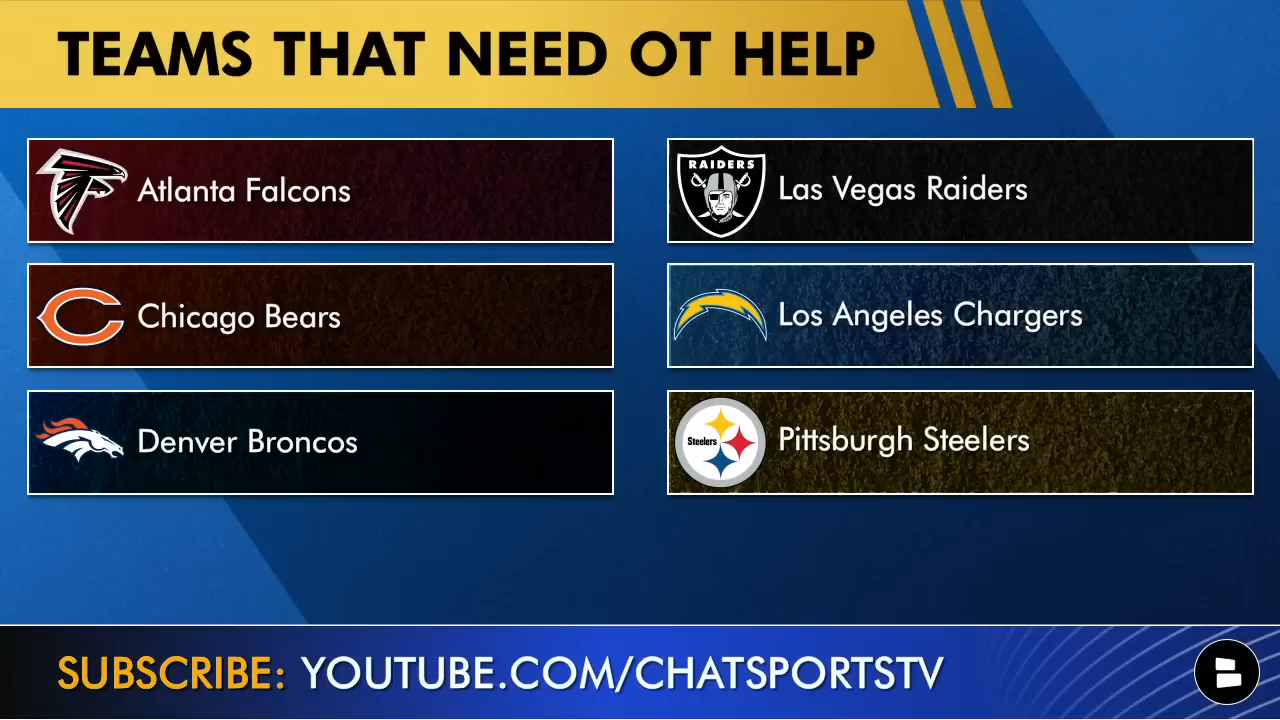 TEAMS THAT NEED OT HELP
Atlanta Falcons
Chicago Bears
Denver Broncos
RAIDERS
Las Vegas Raiders
Los Angeles Chargers
Steelers
Pittsburgh Steelers
SUBSCRIBE: YOUTUBE.COM/CHATSPORTSTV